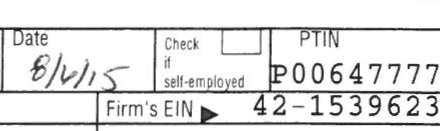 Date
8/6/15
Check
if
self-employed
PTIN
P00647777
Firm's EIN ▶ 42-1539623